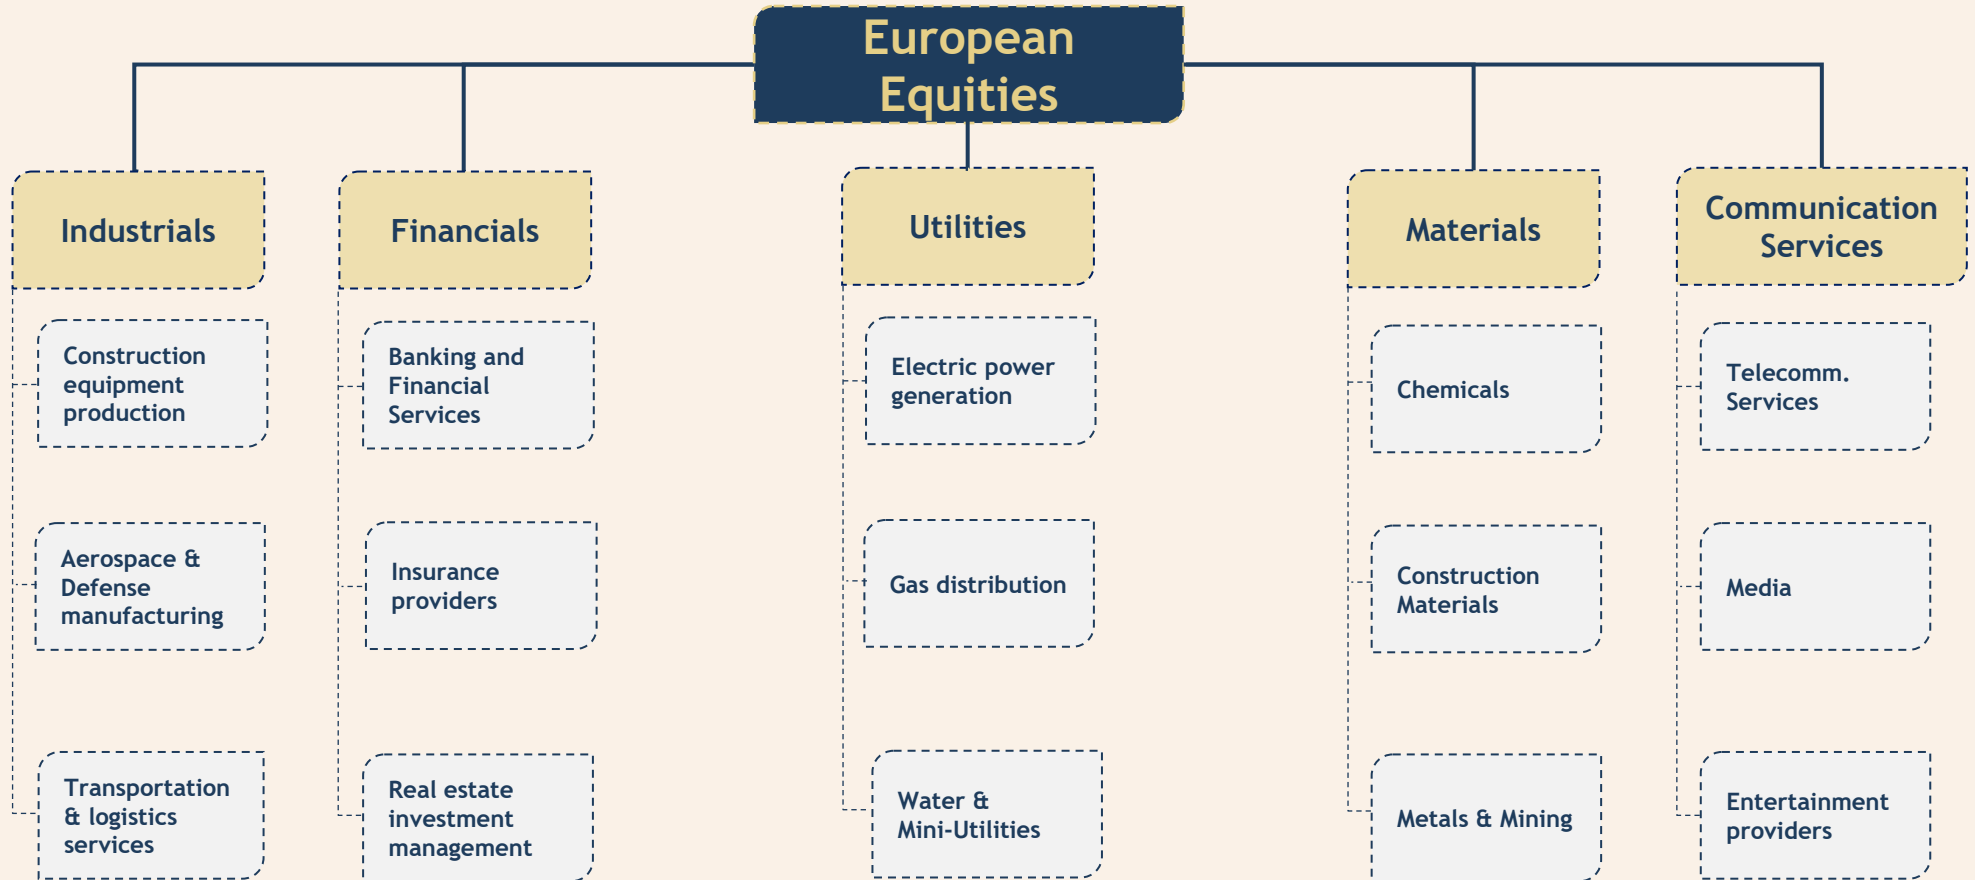 European
Equities
Industrials
Financials
Utilities
Materials
Communication
Services
Construction
equipment
production
Banking and
Financial
Services
Electric power
generation
Chemicals
Telecomm.
Services
Aerospace &
Defense
manufacturing
Insurance
providers
Gas distribution
Construction
Materials
Media
Transportation
& logistics
services
Real estate
investment
management
Water &
Mini-Utilities
Metals & Mining
Entertainment
providers